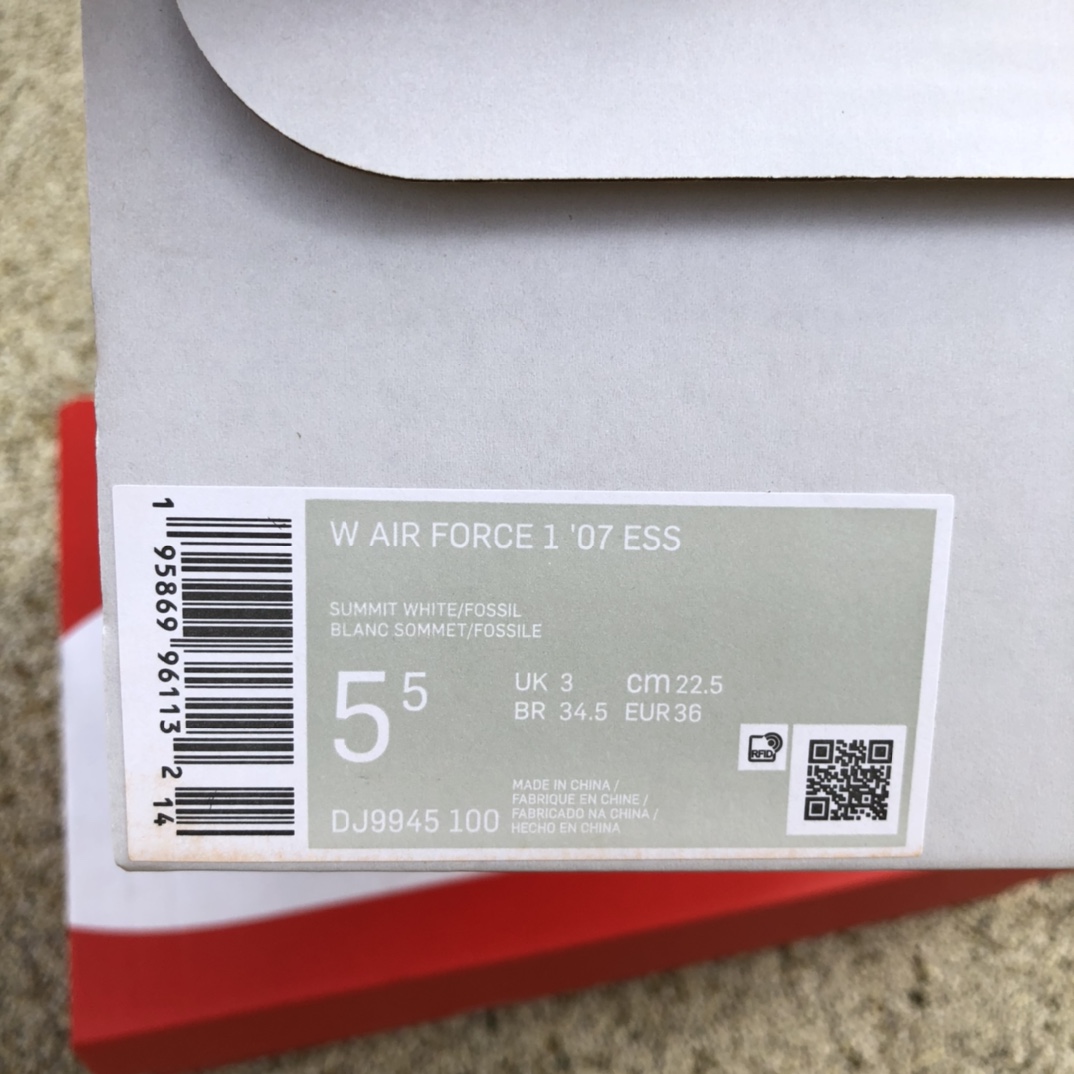 1 95869 96113 2 14
W AIR FORCE 1 '07 ESS
SUMMIT WHITE/FOSSIL
BLANC SOMMET/FOSSILE
5 5
UK 3 cm 22.5
BR 34.5 EUR 36
RFID
DJ9945 100
MADE IN CHINA /
FABRIQUE EN CHINE /
FABRICADO NA CHINA /
HECHO EN CHINA